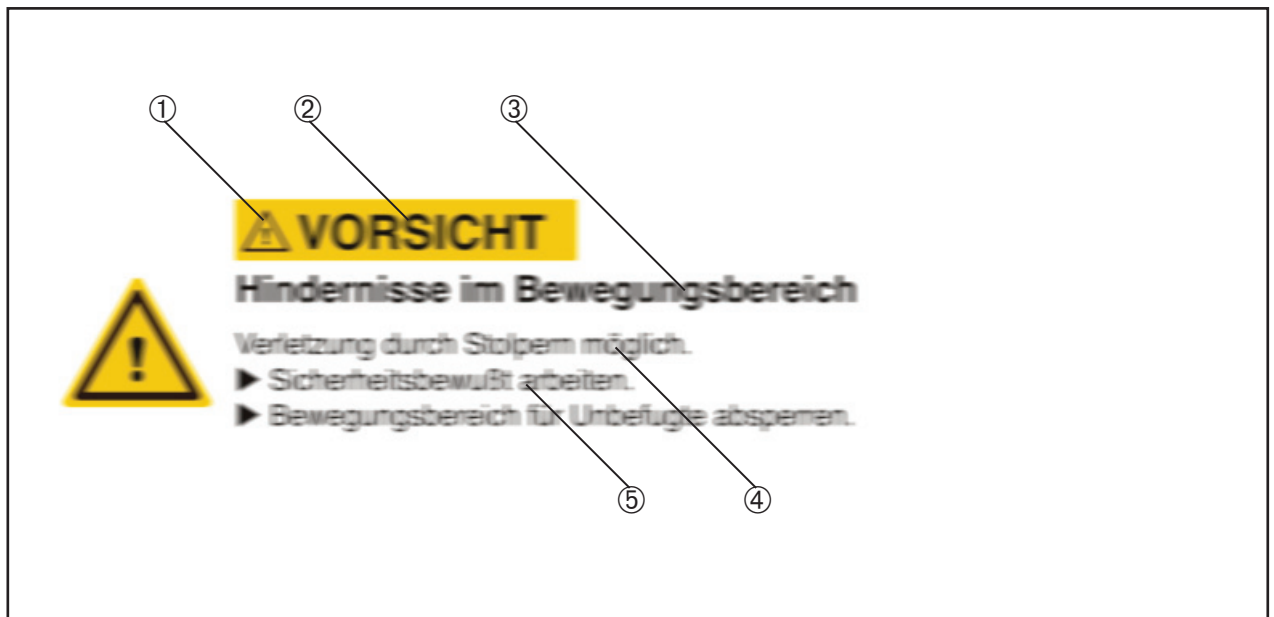 ① ② ③
VORSICHT
Hindernisse im Bewegungsbereich
Verletzung durch Stolpern möglich.
▶ Sicherheitsbewußt arbeiten.
▶ Bewegungsbereich für Unbefugte absperren.
⑤ ④